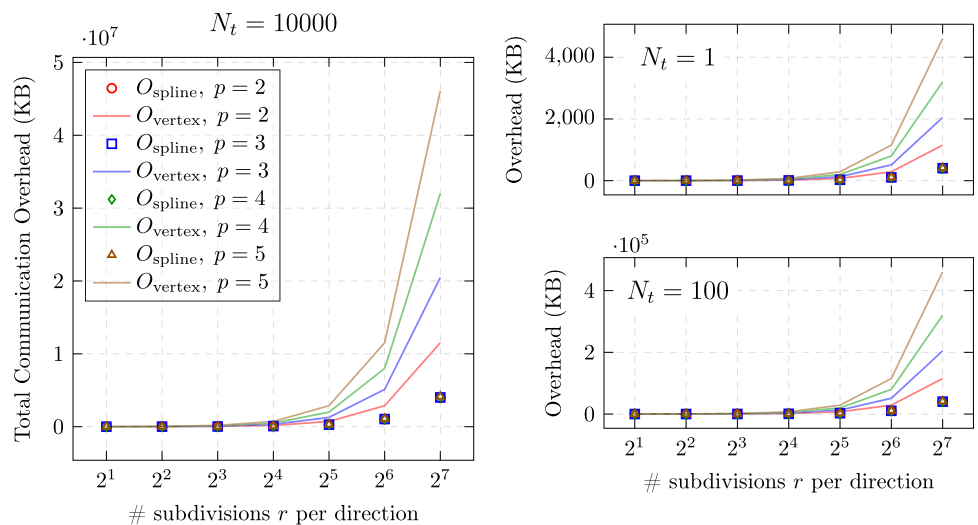 N_t = 10000
·10^7
5
4
3
2
1
0
Total Communication Overhead (KB)
O_spline, p = 2
O_vertex, p = 2
O_spline, p = 3
O_vertex, p = 3
O_spline, p = 4
O_vertex, p = 4
O_spline, p = 5
O_vertex, p = 5
2^1 2^2 2^3 2^4 2^5 2^6 2^7
# subdivisions r per direction
N_t = 1
4,000
2,000
0
Overhead (KB)
·10^5
N_t = 100
4
2
0
Overhead (KB)
2^1 2^2 2^3 2^4 2^5 2^6 2^7
# subdivisions r per direction